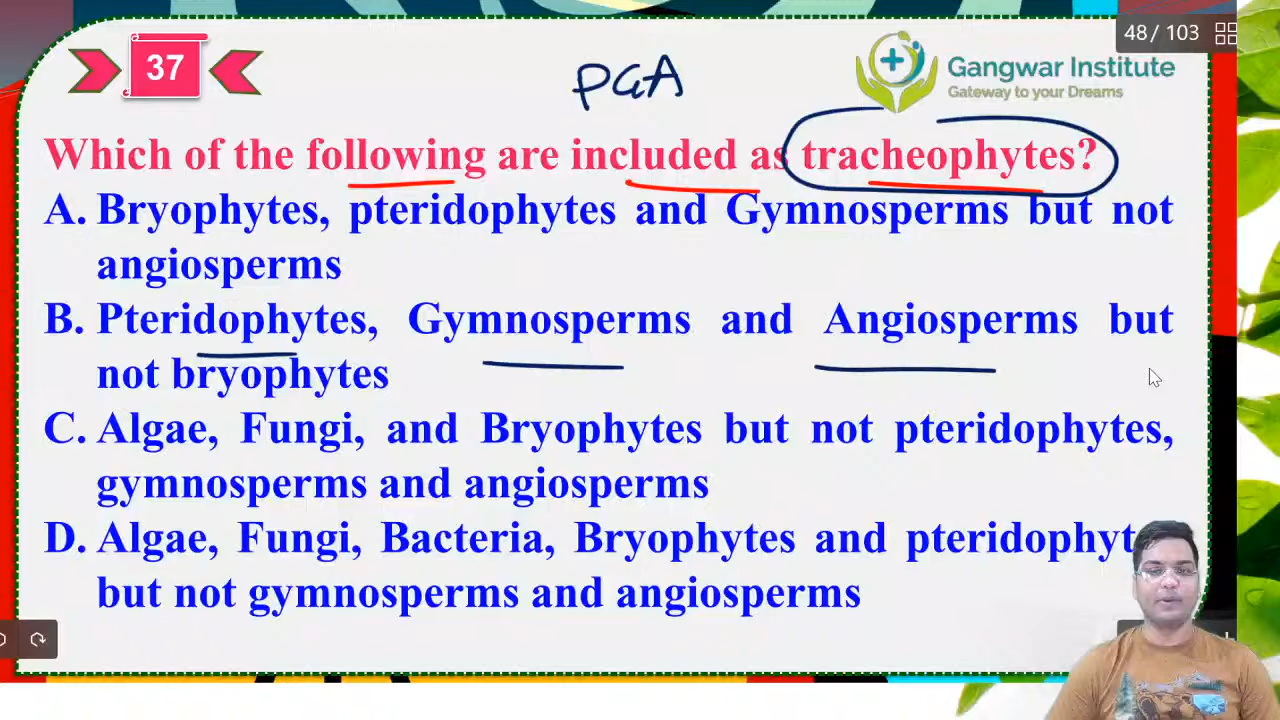 48 / 103
37
PGA
Gangwar Institute
Gateway to your Dreams
Which of the following are included as tracheophytes?
A. Bryophytes, pteridophytes and Gymnosperms but not
angiosperms
B. Pteridophytes, Gymnosperms and Angiosperms but
not bryophytes
C. Algae, Fungi, and Bryophytes but not pteridophytes,
gymnosperms and angiosperms
D. Algae, Fungi, Bacteria, Bryophytes and pteridophyt
but not gymnosperms and angiosperms